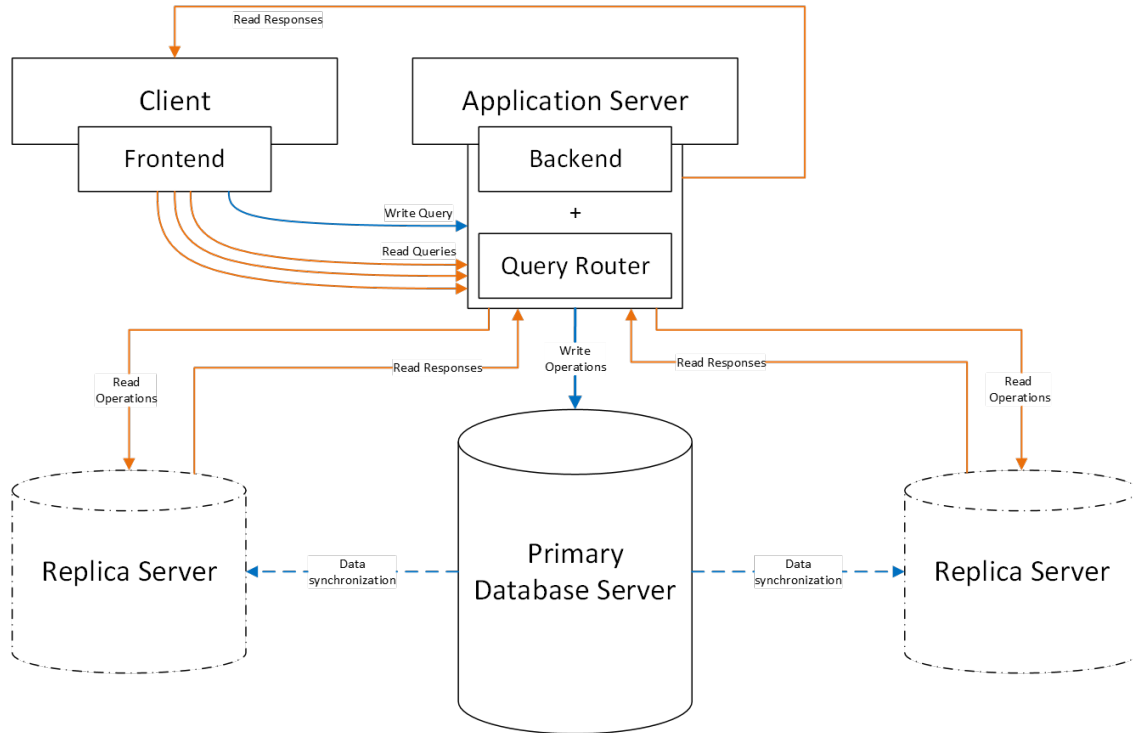 Read Responses
Client
Application Server
Frontend
Backend
Write Query
+
Read Queries
Query Router
Write
Operations
Read Responses
Read Responses
Read
Operations
Read
Operations
Replica Server
Data
synchronization
Primary
Database Server
Data
synchronization
Replica Server